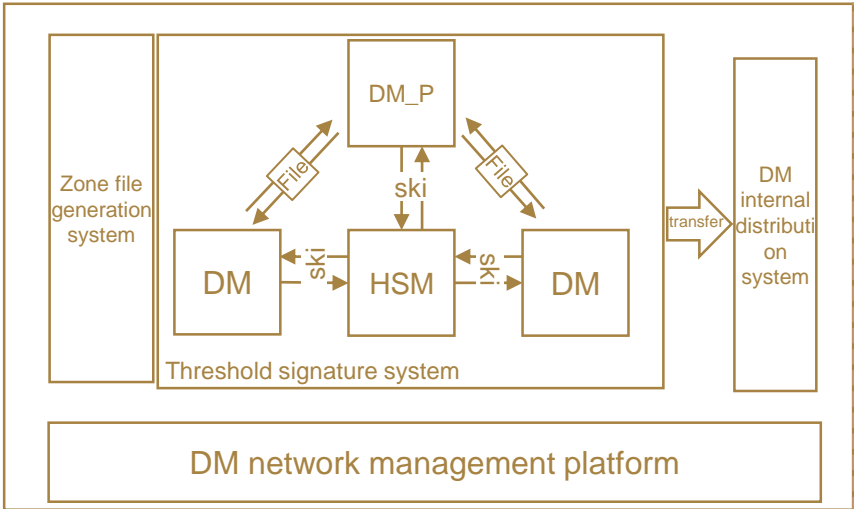 DM_P
File
File
ski
Zone file
generation
system
DM
ski
HSM
ski
DM
transfer
DM
internal
distributi
on
system
Threshold signature system
DM network management platform